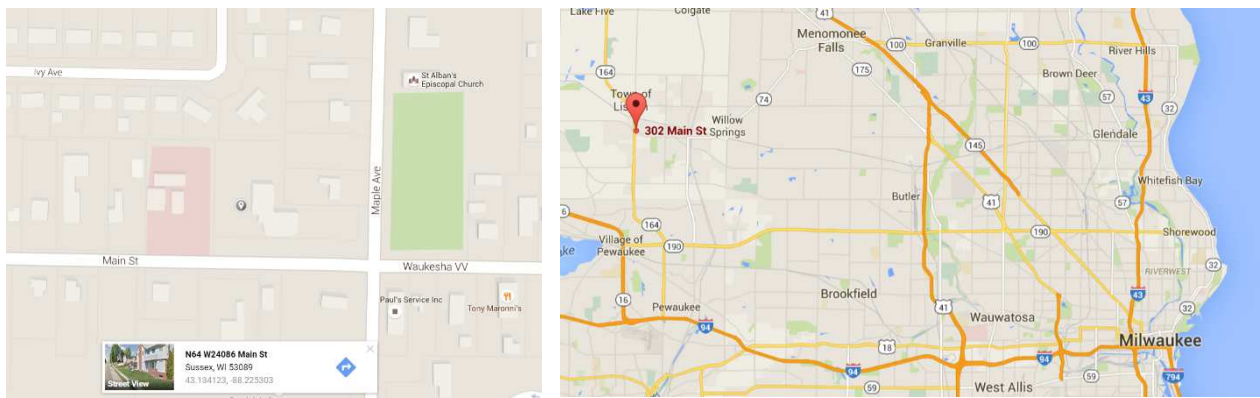 Ivy Ave
St Alban's
Episcopal Church
Maple Ave
Main St
Waukesha VV
Paul's Service Inc
Tony Maronni's
Street View
N64 W24086 Main St
Sussex, WI 53089
43.134123, -88.225303
Lake Five
Colgate
41
Menomonee
Falls
100
Granville
100
River Hills
164
175
Brown Deer
57
43
Town of
74
32
302 Main St
Willow
Springs
Glendale
145
Whitefish Bay
Butler
57
41
41
164
190
190
Shorewood
Village of
Pewaukee
32
RIVERWEST
16
Pewaukee
Brookfield
41
43
32
94
Wauwatosa
18
Milwaukee
94
94
59
West Allis
59
794